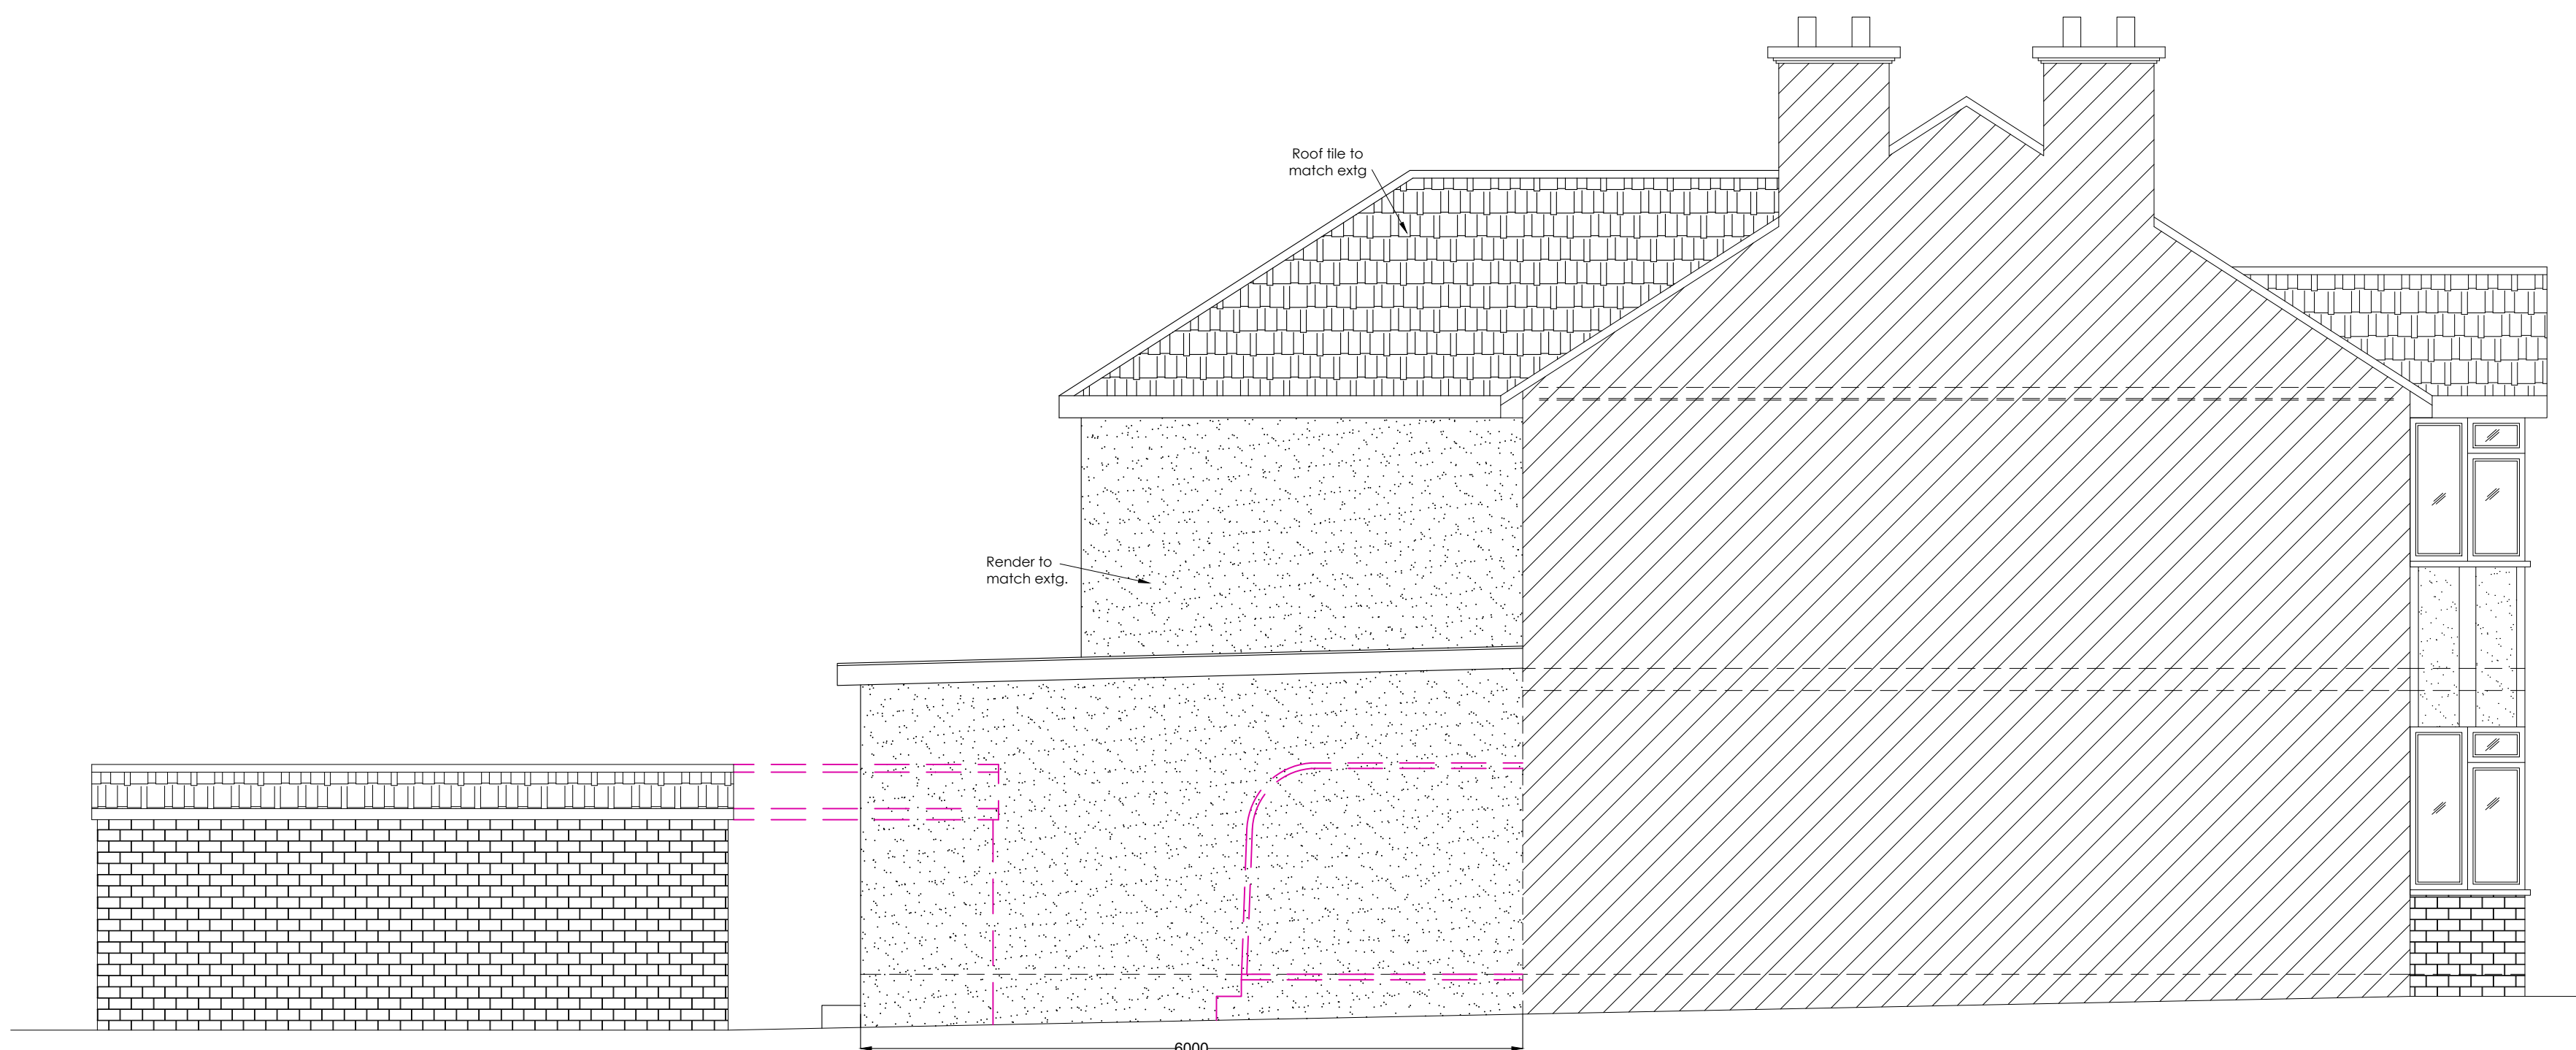 Roof tile to
match extg
Render to
match extg.
6000